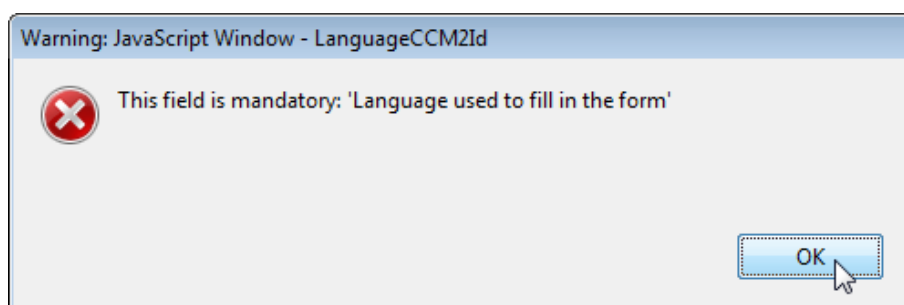 Warning: JavaScript Window - LanguageCCM2Id
This field is mandatory: 'Language used to fill in the form'
OK